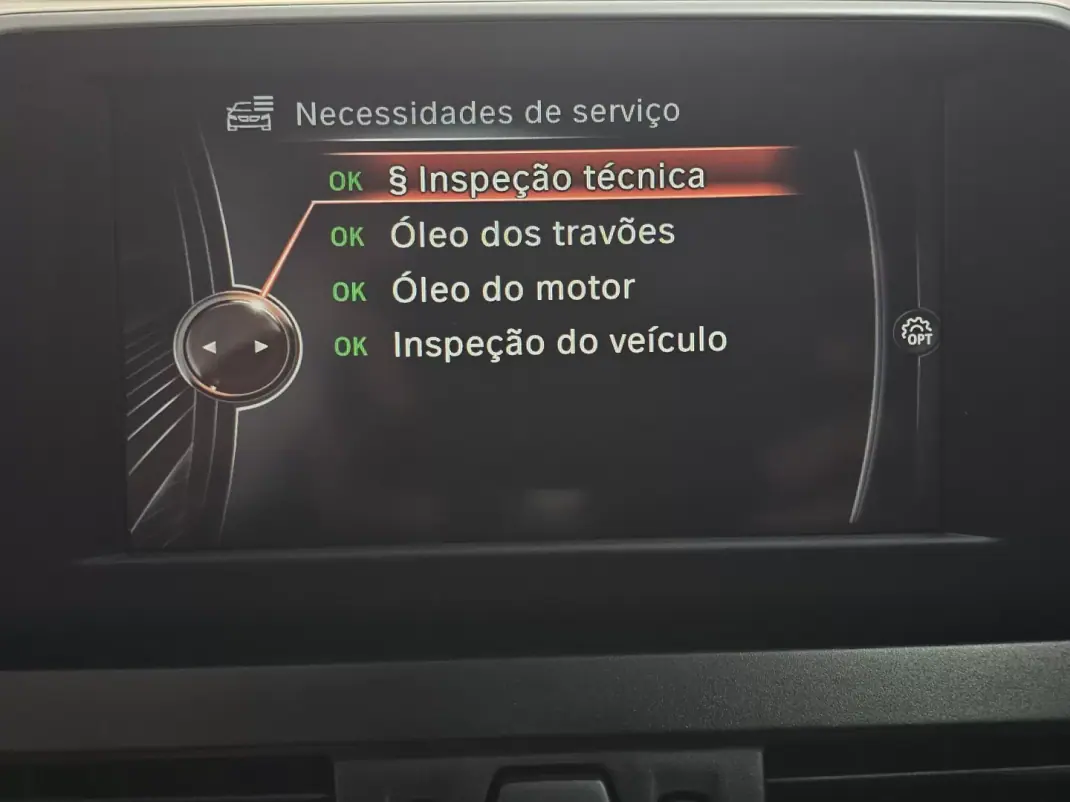 Necessidades de serviço
OK § Inspeção técnica
OK Óleo dos travões
OK Óleo do motor
OK Inspeção do veículo
OPT